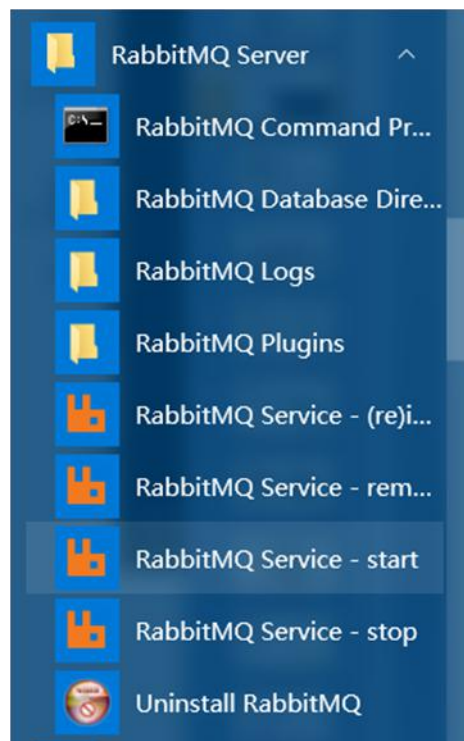 RabbitMQ Server
RabbitMQ Command Pr...
RabbitMQ Database Dire...
RabbitMQ Logs
RabbitMQ Plugins
RabbitMQ Service - (re)i...
RabbitMQ Service - rem...
RabbitMQ Service - start
RabbitMQ Service - stop
Uninstall RabbitMQ